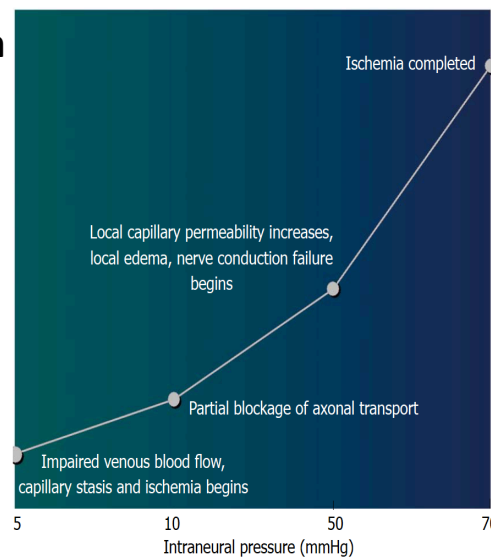 Ischemia completed
Local capillary permeability increases,
local edema, nerve conduction failure
begins
Partial blockage of axonal transport
Impaired venous blood flow,
capillary stasis and ischemia begins
5 10 50
Intraneural pressure (mmHg)